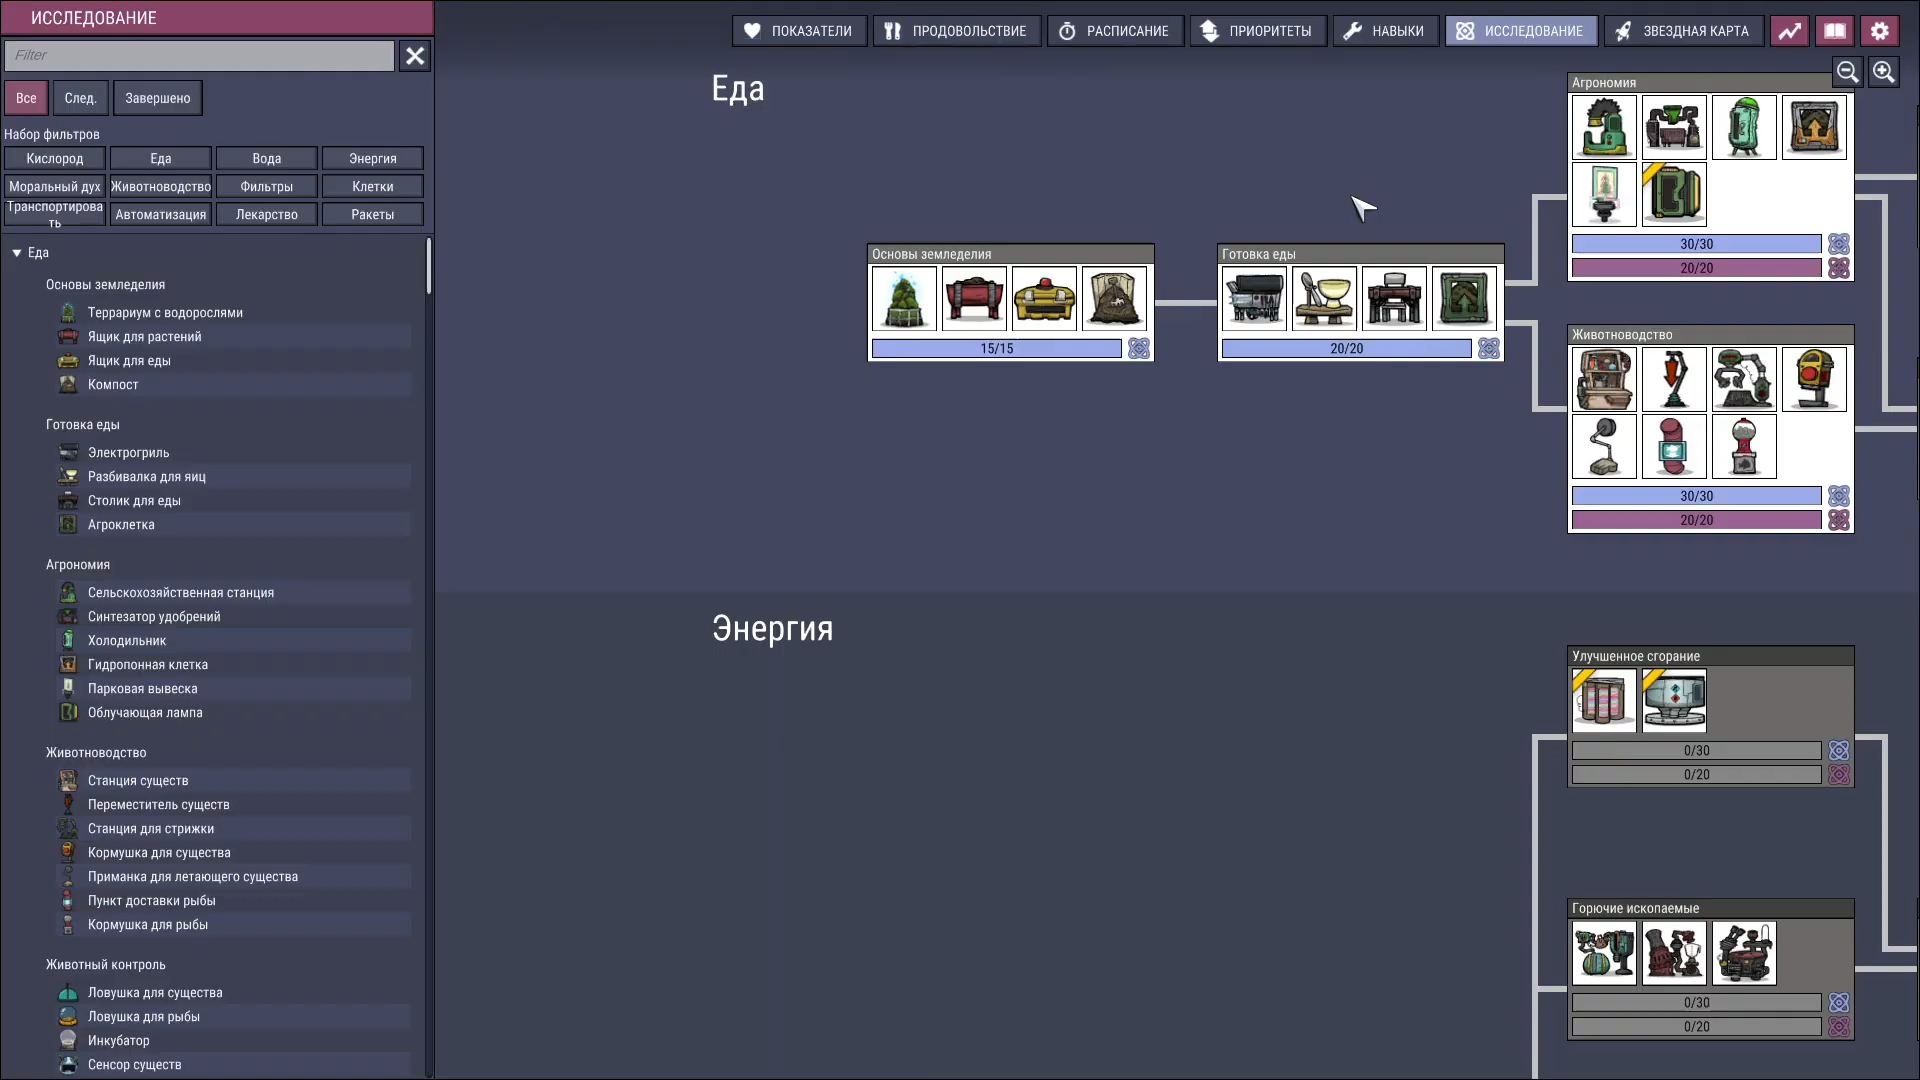 ИССЛЕДОВАНИЕ
Filter
Все
След.
Завершено
Набор фильтров
Кислород
Еда
Вода
Энергия
Моральный дух
Животноводство
Фильтры
Клетки
Транспортирова
ть
Автоматизация
Лекарство
Ракеты
Еда
Основы земледелия
Террариум с водорослями
Ящик для растений
Ящик для еды
Компост
Готовка еды
Электрогриль
Разбивалка для яиц
Столик для еды
Агроклетка
Агрономия
Сельскохозяйственная станция
Синтезатор удобрений
Холодильник
Гидропонная клетка
Парковая вывеска
Облучающая лампа
Животноводство
Станция существ
Переместитель существ
Станция для стрижки
Кормушка для существа
Приманка для летающего существа
Пункт доставки рыбы
Кормушка для рыбы
Животный контроль
Ловушка для существа
Ловушка для рыбы
Инкубатор
Сенсор существ
ПОКАЗАТЕЛИ
ПРОДОВОЛЬСТВИЕ
РАСПИСАНИЕ
ПРИОРИТЕТЫ
НАВЫКИ
ИССЛЕДОВАНИЕ
ЗВЕЗДНАЯ КАРТА
Еда
Основы земледелия
15/15
Готовка еды
20/20
Агрономия
30/30
20/20
Животноводство
30/30
20/20
Энергия
Улучшенное сгорание
0/30
0/20
Горючие ископаемые
0/30
0/20